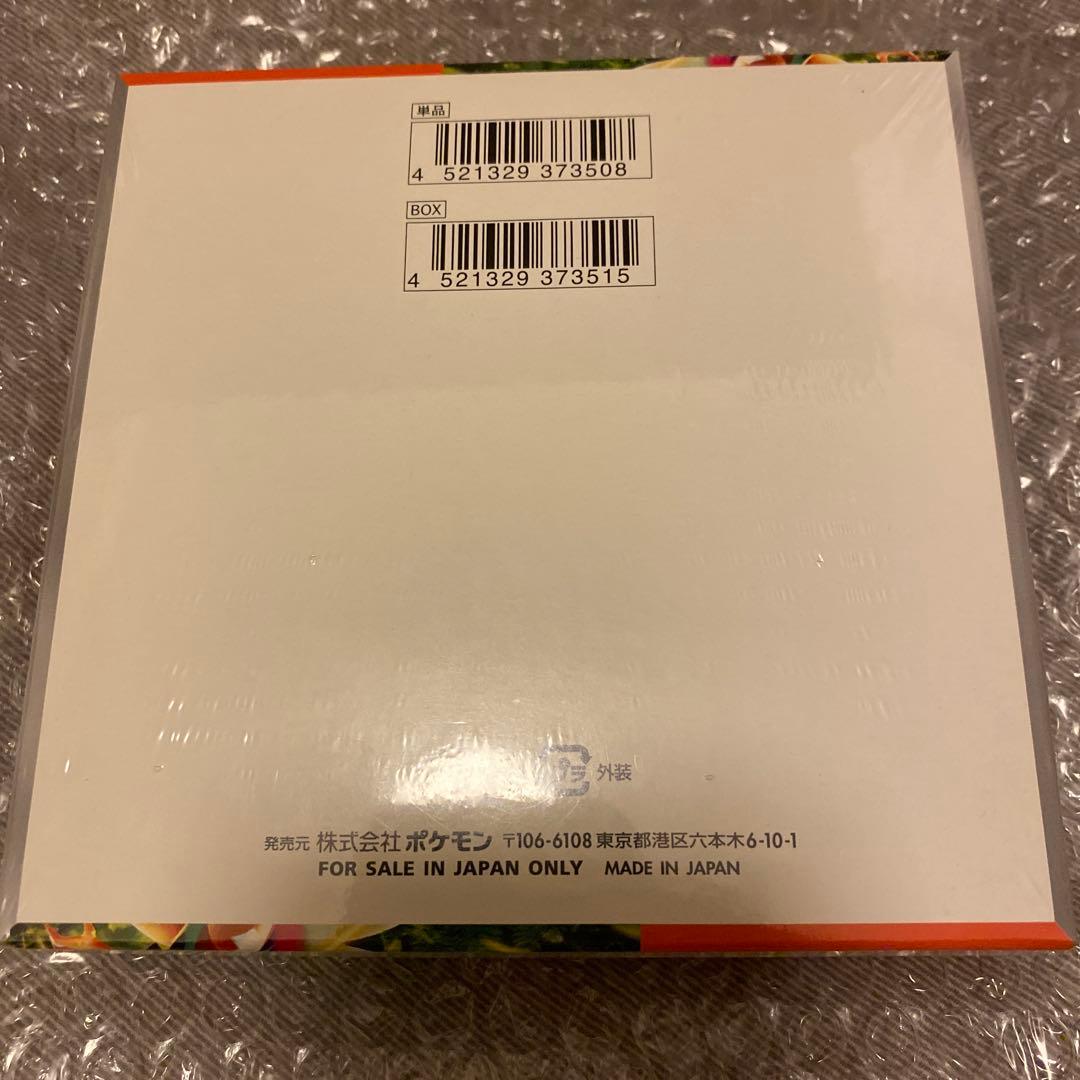 単品
4 521329 373508
BOX
4 521329 373515
プラ 外装
発売元 株式会社 ポケモン 〒106-6108 東京都港区六本木6-10-1
FOR SALE IN JAPAN ONLY MADE IN JAPAN